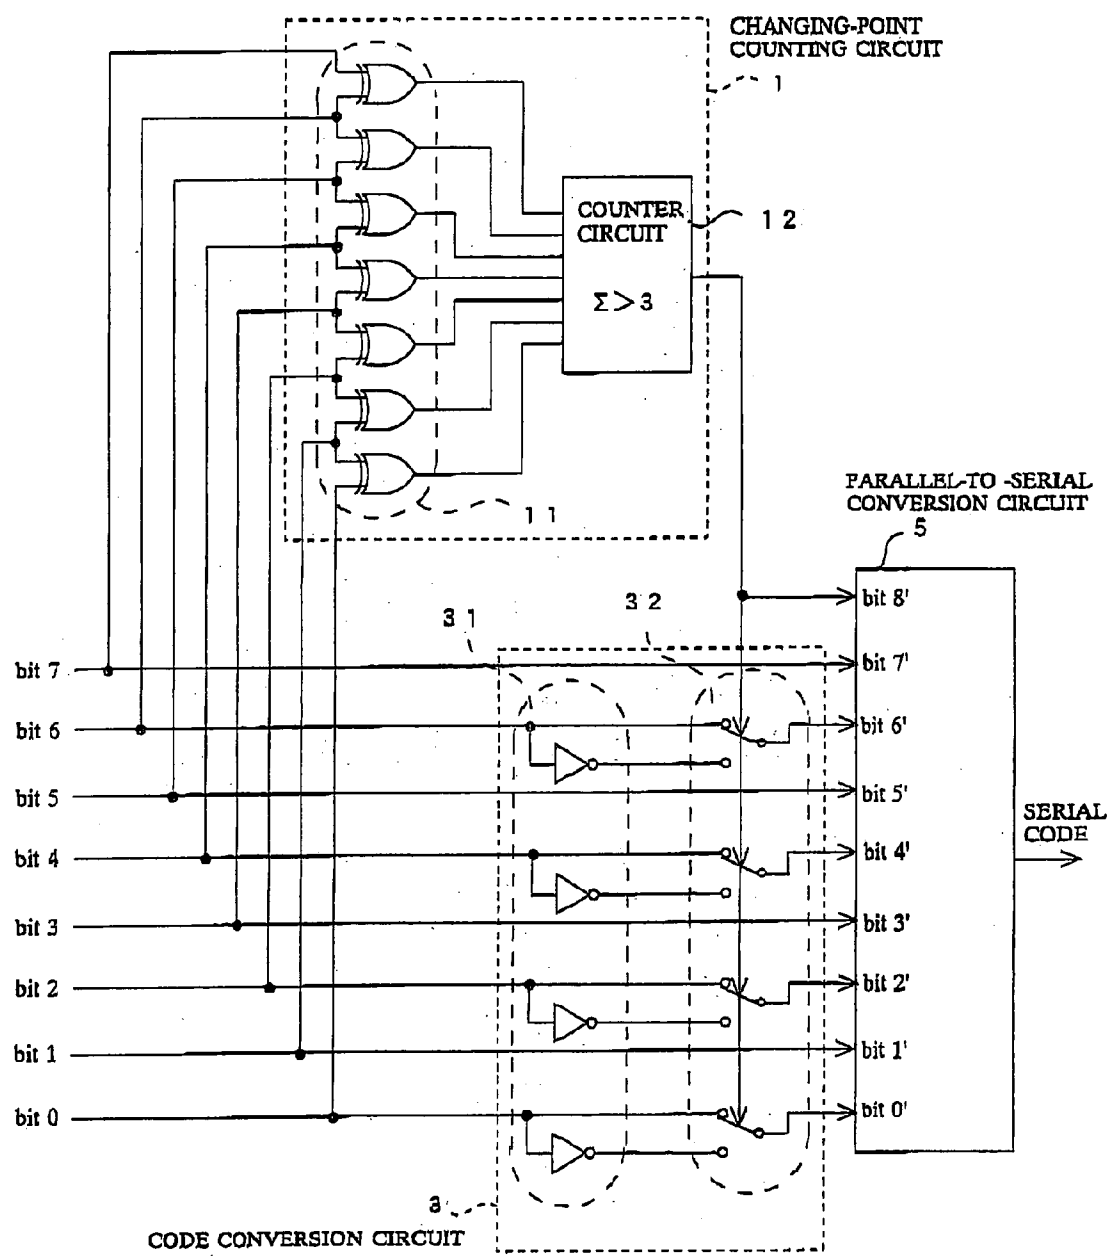 CHANGING-POINT
COUNTING CIRCUIT
1
COUNTER
CIRCUIT
12
Σ>3
11
PARALLEL-TO -SERIAL
CONVERSION CIRCUIT
5
31
32
bit 8'
bit 7
bit 7'
bit 6
bit 6'
bit 5
bit 5'
bit 4
bit 4'
SERIAL
CODE
bit 3
bit 3'
bit 2
bit 2'
bit 1
bit 1'
bit 0
bit 0'
3
CODE CONVERSION CIRCUIT